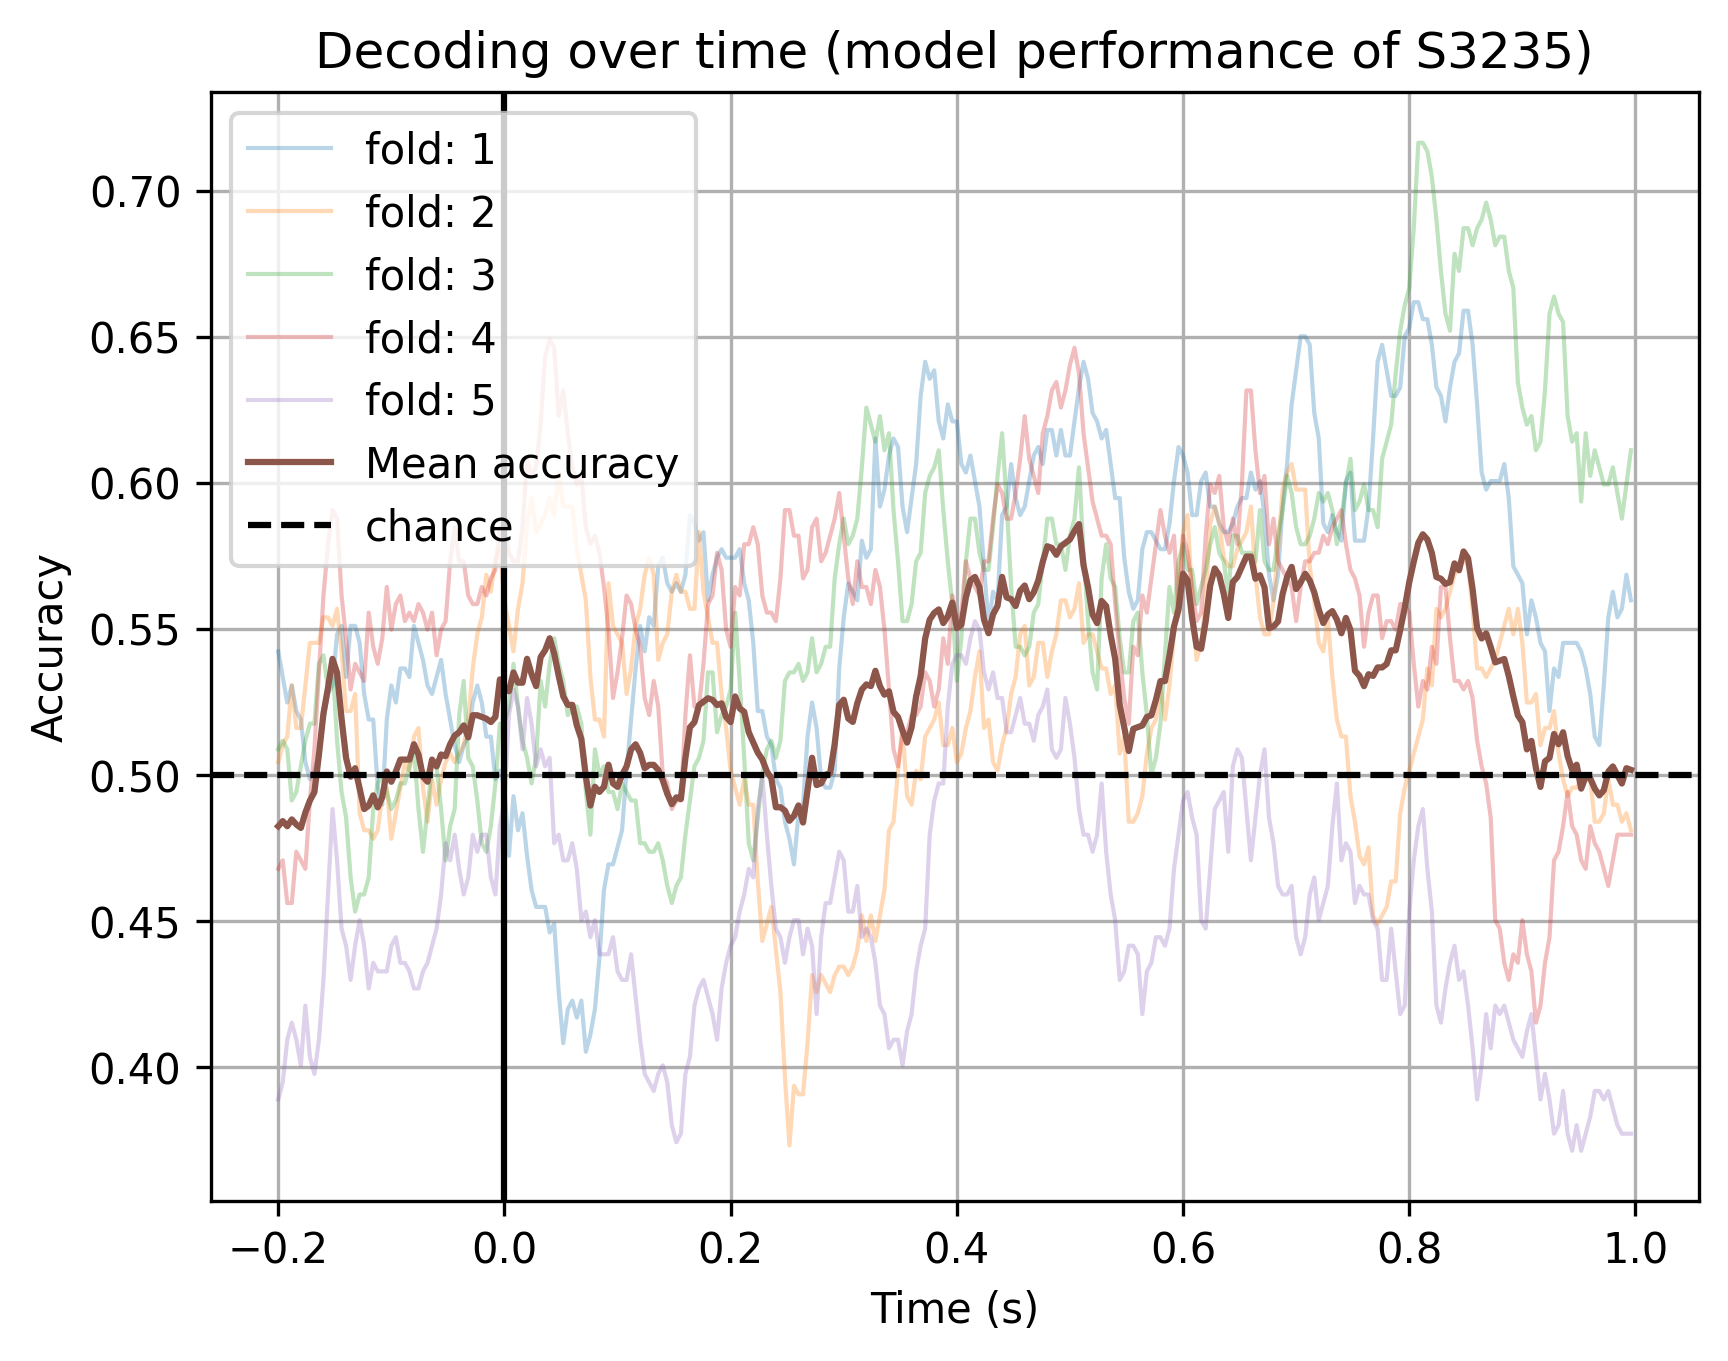 Decoding over time (model performance of S3235)
fold: 1
fold: 2
fold: 3
fold: 4
fold: 5
Mean accuracy
chance
0.70
0.65
0.60
0.55
0.50
0.45
0.40
Accuracy
−0.2 0.0 0.2 0.4 0.6 0.8 1.0
Time (s)